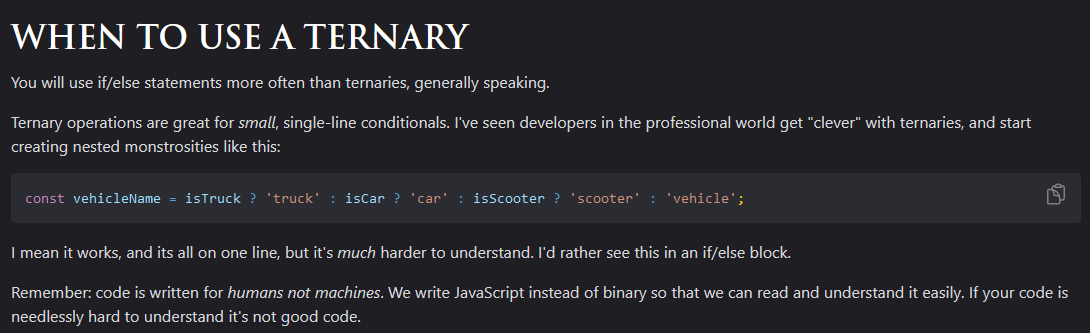 WHEN TO USE A TERNARY
You will use if/else statements more often than ternaries, generally speaking.
Ternary operations are great for small, single-line conditionals. I've seen developers in the professional world get "clever" with ternaries, and start
creating nested monstrosities like this:
const vehicleName = isTruck ? 'truck' : isCar ? 'car' : isScooter ? 'scooter' : 'vehicle';
I mean it works, and its all on one line, but it's much harder to understand. I'd rather see this in an if/else block.
Remember: code is written for humans not machines. We write JavaScript instead of binary so that we can read and understand it easily. If your code is
needlessly hard to understand it's not good code.